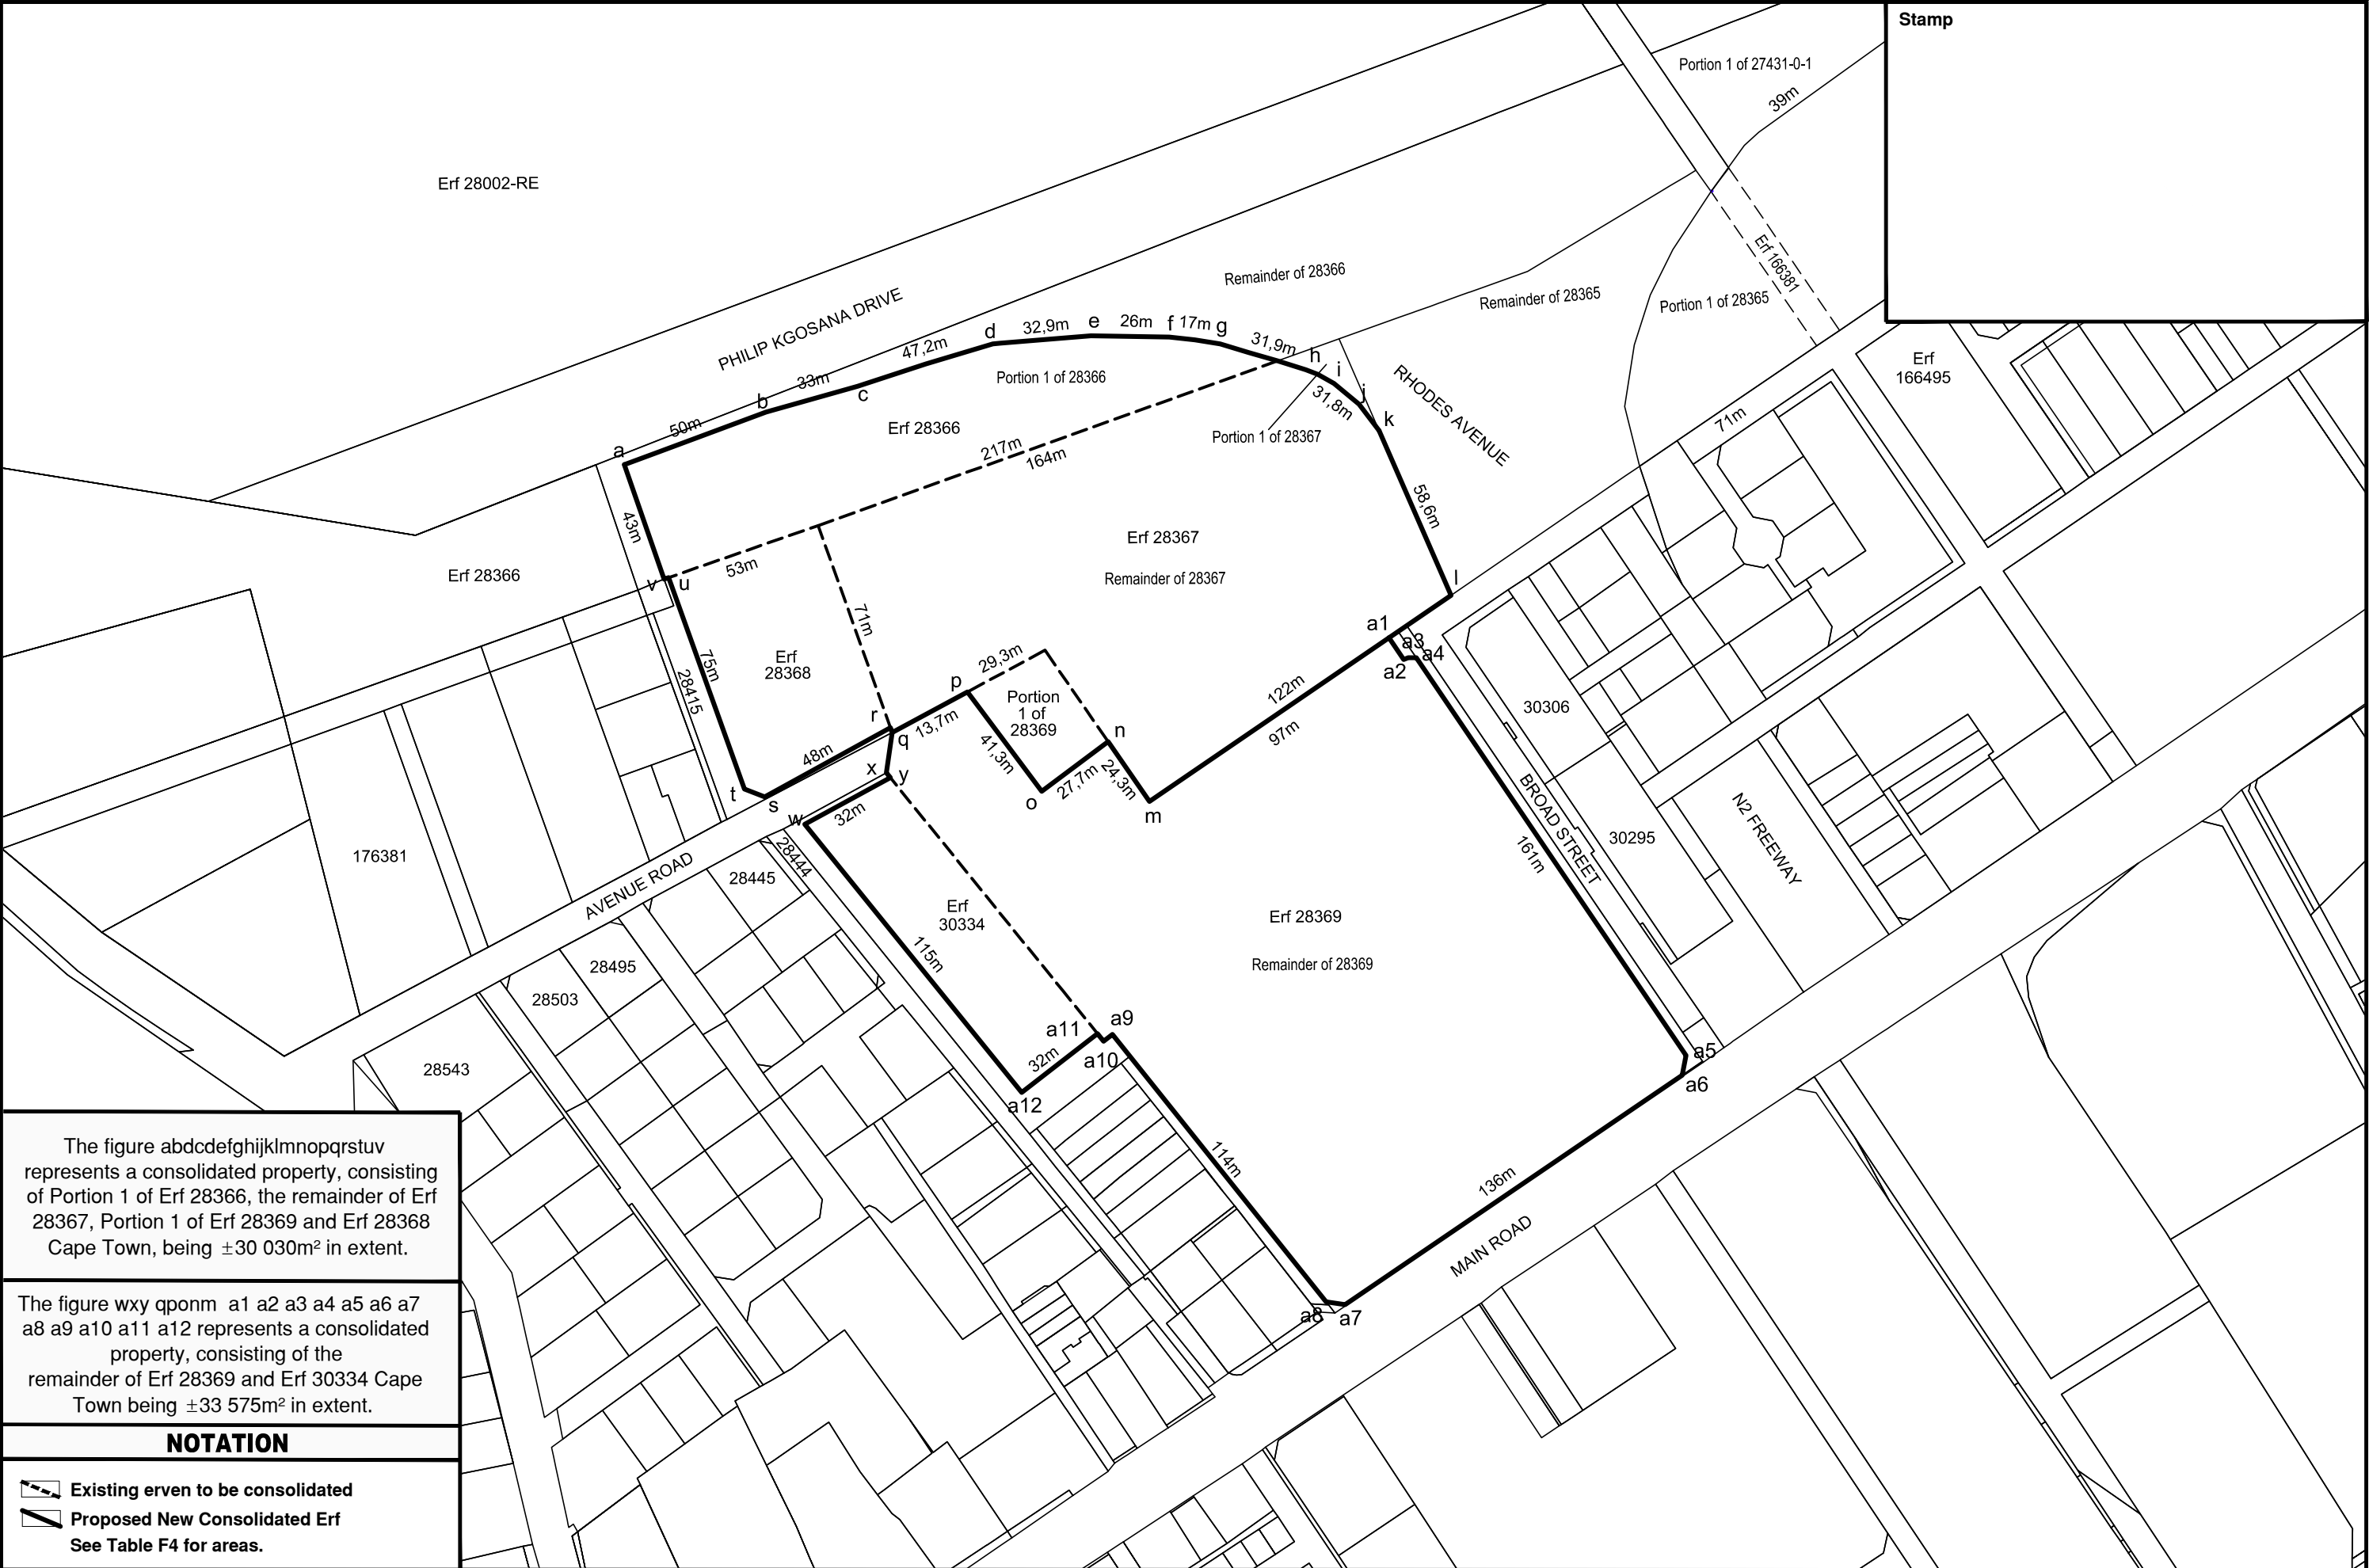 Stamp
Portion 1 of 27431-0-1
39m
Erf 28002-RE
Erf 166381
Remainder of 28366
Remainder of 28365
Portion 1 of 28365
PHILIP KGOSANA DRIVE
d
32,9m
e
26m
f
17m
g
31,9m
h
i
j
k
47,2m
33m
b
c
Portion 1 of 28366
31,8m
RHODES AVENUE
Erf
166495
50m
a
Erf 28366
Portion 1 of 28367
71m
217m
164m
43m
58,6m
Erf 28367
Remainder of 28367
Erf 28366
v
u
53m
l
71m
a1
a3
a4
a2
Erf
28368
75m
28415
29,3m
p
Portion
1 of
28369
122m
97m
30306
r
q
13,7m
n
41,3m
27,7m
24,3m
o
m
48m
x
y
t
s
w
32m
BROAD STREET
161m
30295
N2 FREEWAY
176381
28444
28445
AVENUE ROAD
Erf
30334
115m
Erf 28369
Remainder of 28369
28495
28503
28543
a11
a9
a10
32m
a12
a5
a6
114m
136m
MAIN ROAD
a8
a7
The figure abdcdefghijklmnopqrstuv
represents a consolidated property, consisting
of Portion 1 of Erf 28366, the remainder of Erf
28367, Portion 1 of Erf 28369 and Erf 28368
Cape Town, being ±30 030m² in extent.
The figure wxy qponm a1 a2 a3 a4 a5 a6 a7
a8 a9 a10 a11 a12 represents a consolidated
property, consisting of the
remainder of Erf 28369 and Erf 30334 Cape
Town being ±33 575m² in extent.
NOTATION
Existing erven to be consolidated
Proposed New Consolidated Erf
See Table F4 for areas.